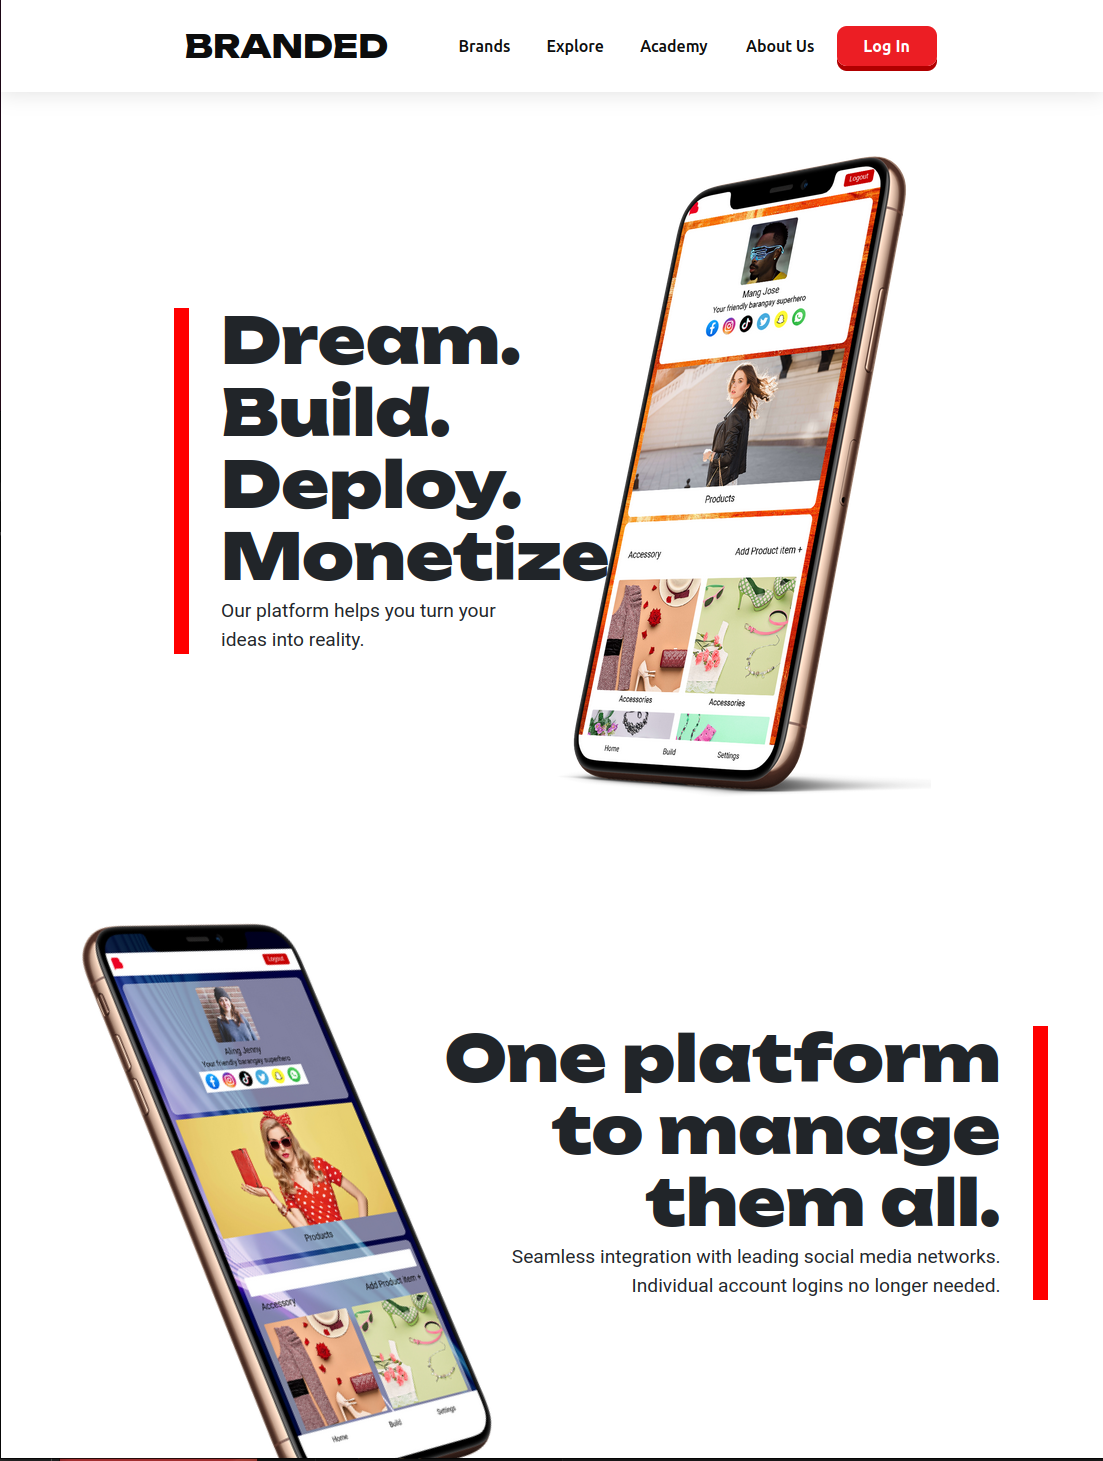 BRANDED
Brands Explore Academy About Us Log In
Logout
Mang Jose
Your friendly barangay superhero
Products
Accessory Add Product item +
Accessories Accessories
Home Build Settings
Dream.
Build.
Deploy.
Monetize
Our platform helps you turn your
ideas into reality.
Logout
Aling Jenny
Your friendly barangay superhero
Products
Add Product item +
Accessory
Home Build Settings
One platform
to manage
them all.
Seamless integration with leading social media networks.
Individual account logins no longer needed.